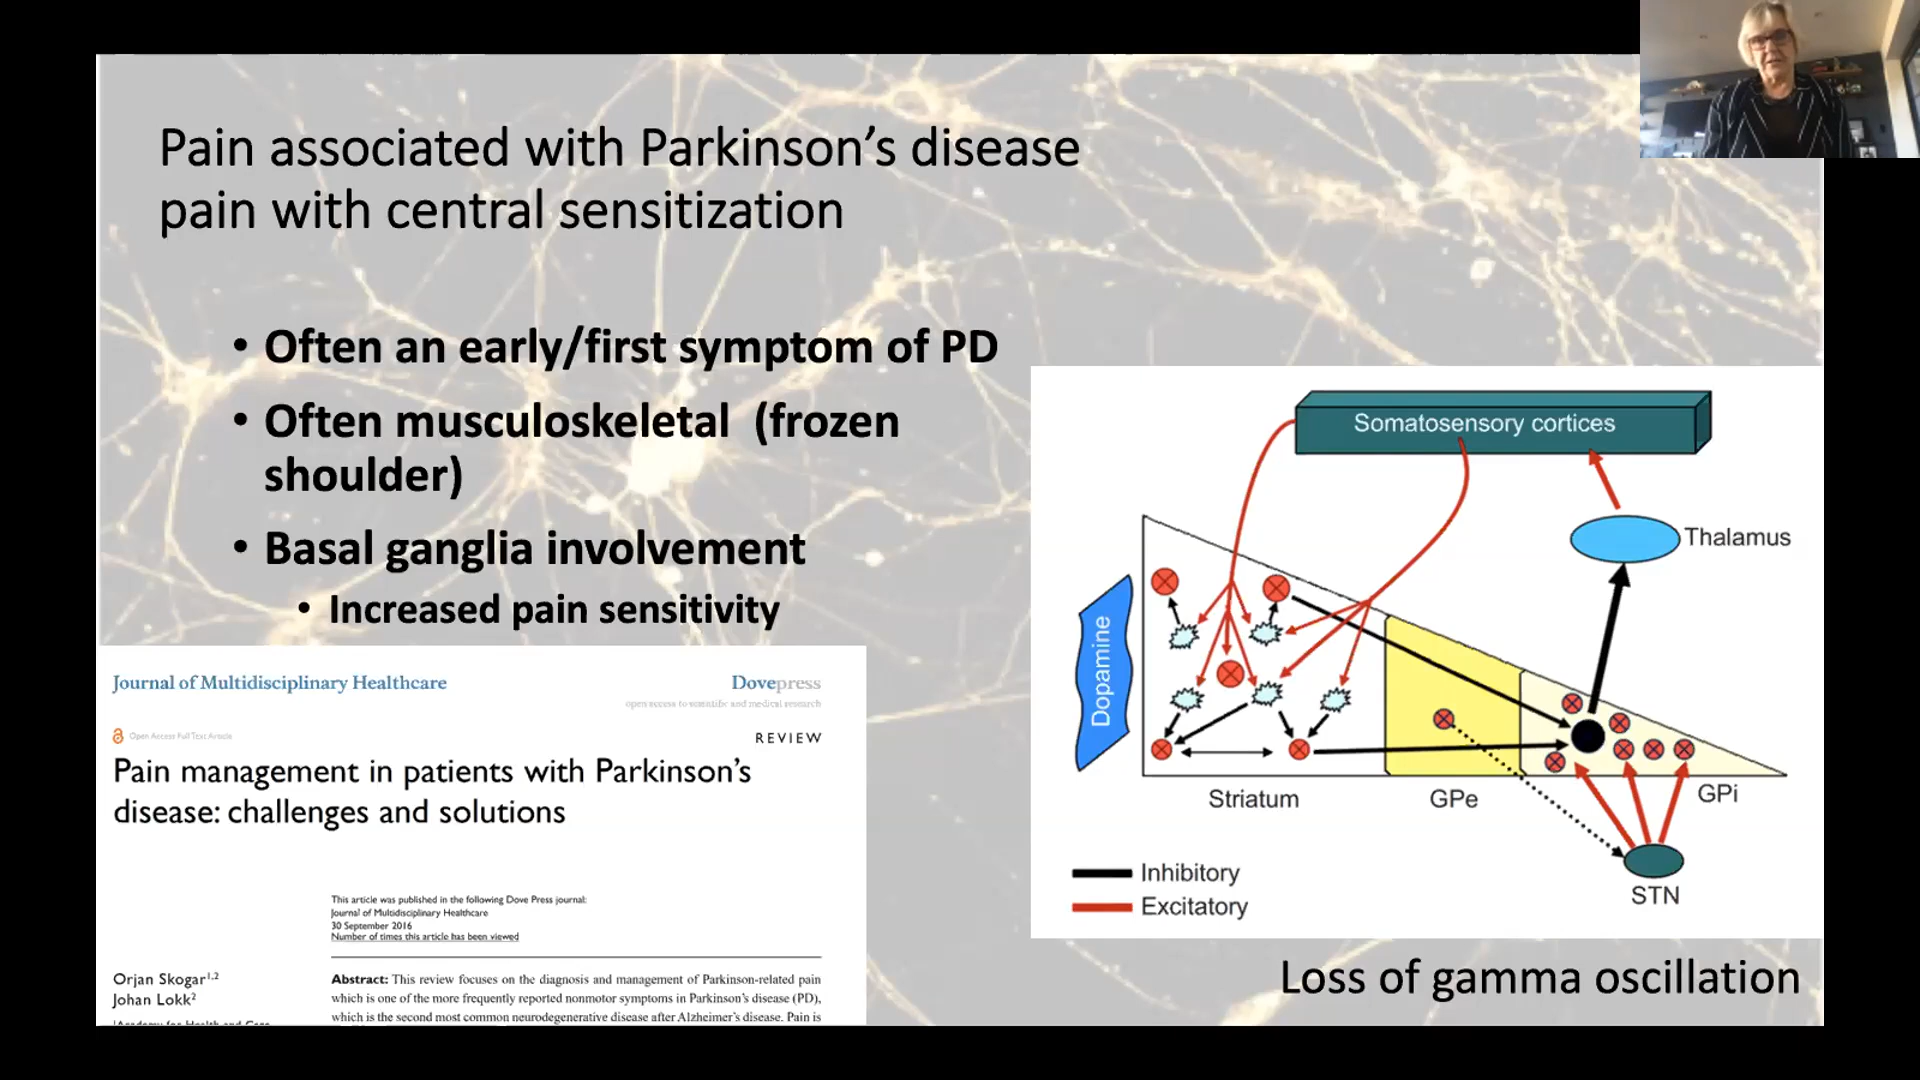 Pain associated with Parkinson’s disease
pain with central sensitization
• Often an early/first symptom of PD
• Often musculoskeletal (frozen
shoulder)
• Basal ganglia involvement
• Increased pain sensitivity
Journal of Multidisciplinary Healthcare
Dovepress
open access to scientific and medical research
Open Access Full Text Article
REVIEW
Pain management in patients with Parkinson’s
disease: challenges and solutions
This article was published in the following Dove Press journal:
Journal of Multidisciplinary Healthcare
30 September 2016
Number of times this article has been viewed
Orjan Skogar1,2
Johan Lokk2
Abstract: This review focuses on the diagnosis and management of Parkinson-related pain
which is one of the more frequently reported nonmotor symptoms in Parkinson’s disease (PD),
which is the second most common neurodegenerative disease after Alzheimer’s disease. Pain is
Somatosensory cortices
Thalamus
Dopamine
Striatum
GPe
GPi
STN
Inhibitory
Excitatory
Loss of gamma oscillation